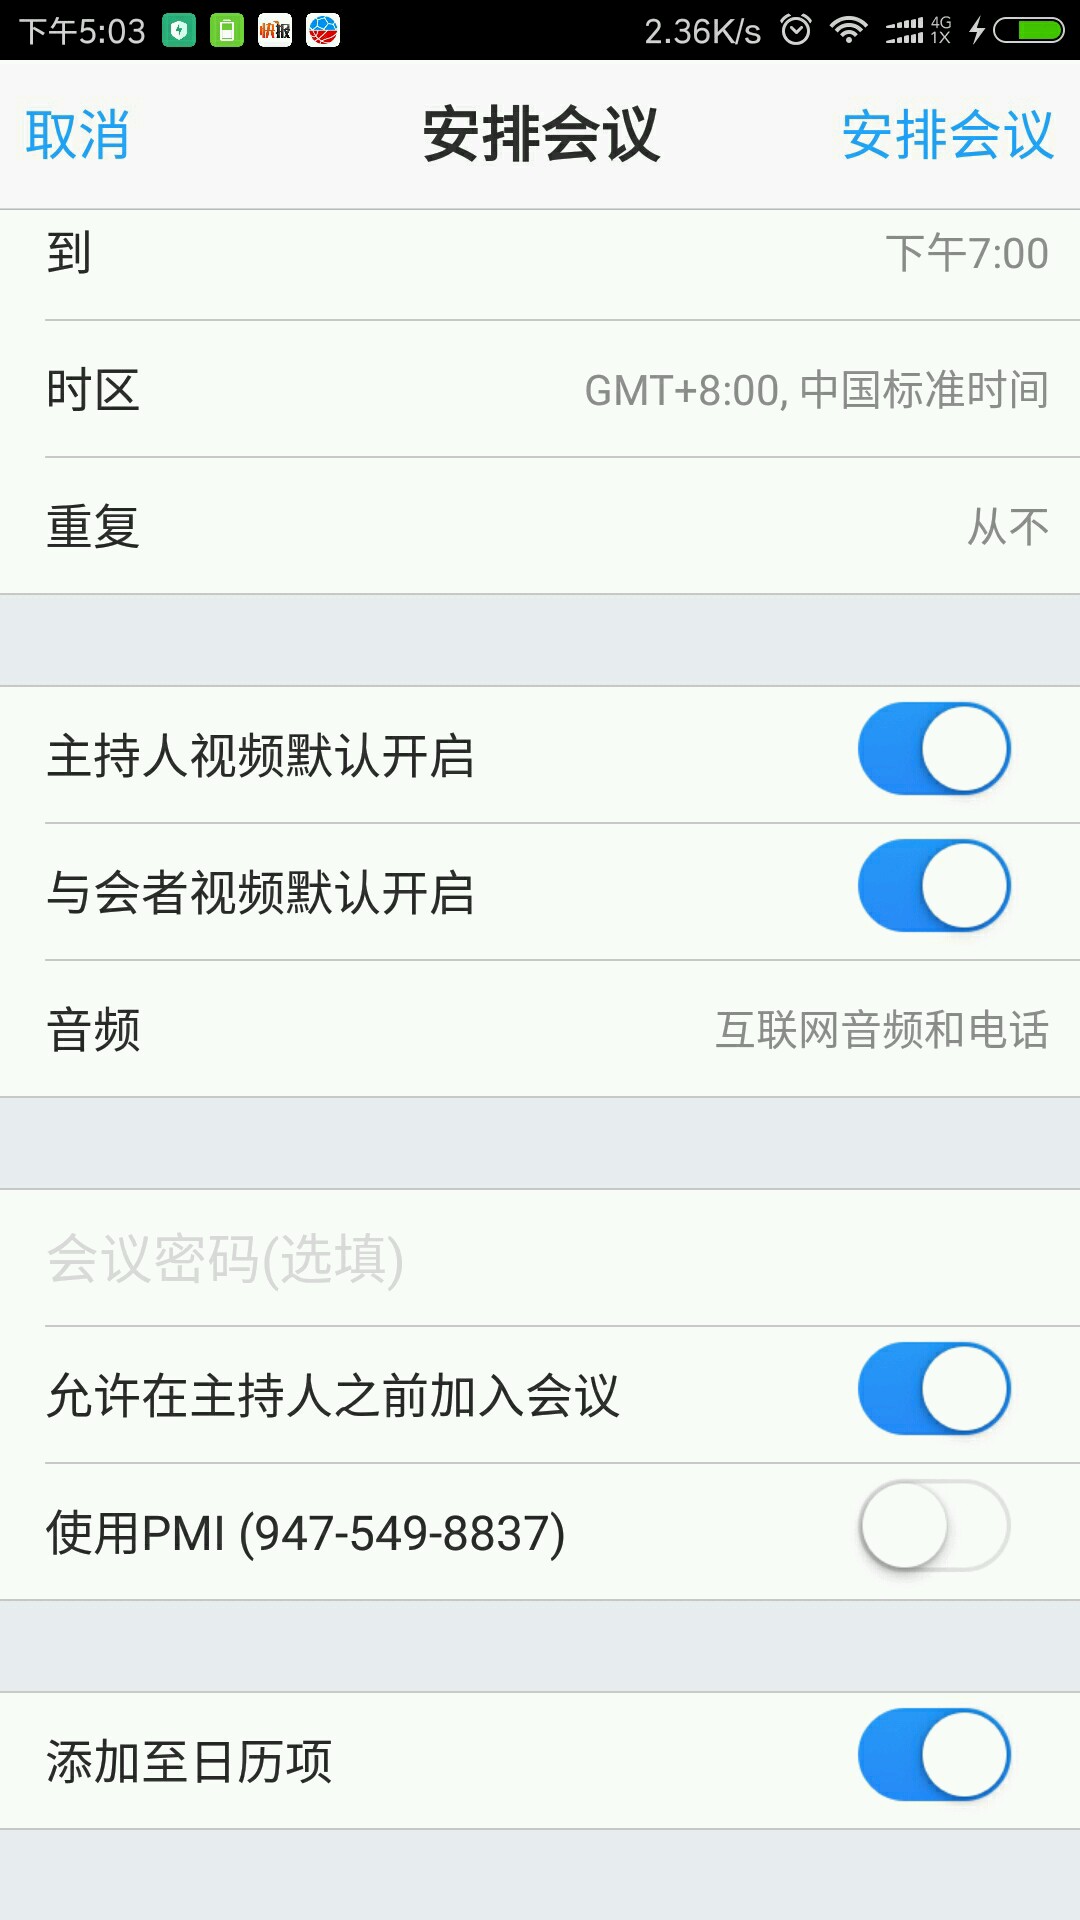 下午5:03 快报 2.36K/s 4G 1X
取消 安排会议 安排会议
到 下午7:00
时区 GMT+8:00, 中国标准时间
重复 从不
主持人视频默认开启
与会者视频默认开启
音频 互联网音频和电话
会议密码(选填)
允许在主持人之前加入会议
使用PMI (947-549-8837)
添加至日历项